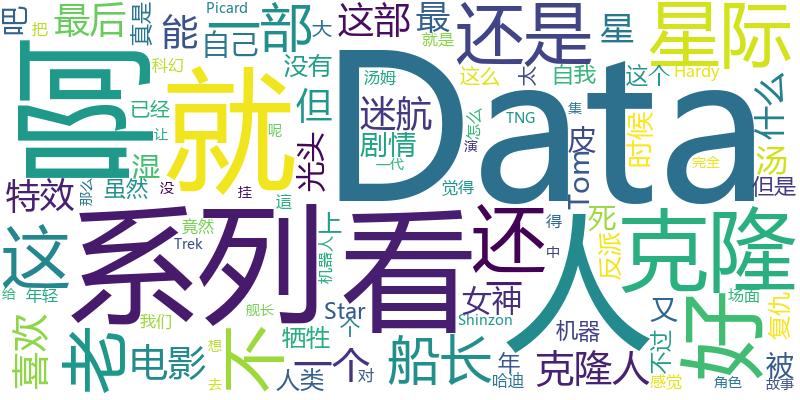 吧
把
最后
真是
能
Picard
自己
一部
大
就是
这部
最
还是
星
星际
啊
科幻
已经
让
湿
没有
但
呢
就
汤姆
迷航
剧情
一代
Data
这么
太
自我
这个
Hardy
什么
TNG
怎么
演
集
皮
Tom
时候
完全
汤
但是
特效
那么
虽然
没
挂
光头
這
觉得
这
系列
竟然
Trek
看
上
机器人
还
得
中
人
死
反派
克隆
给
年轻
喜欢
老
我们
舰长
电影
想
去
不
Star
个
牺牲
人类
一个
对
船长
女神
Shinzon
年
哈迪
机器
克隆人
又
不过
感觉
好
场面
角色
复仇
被
故事